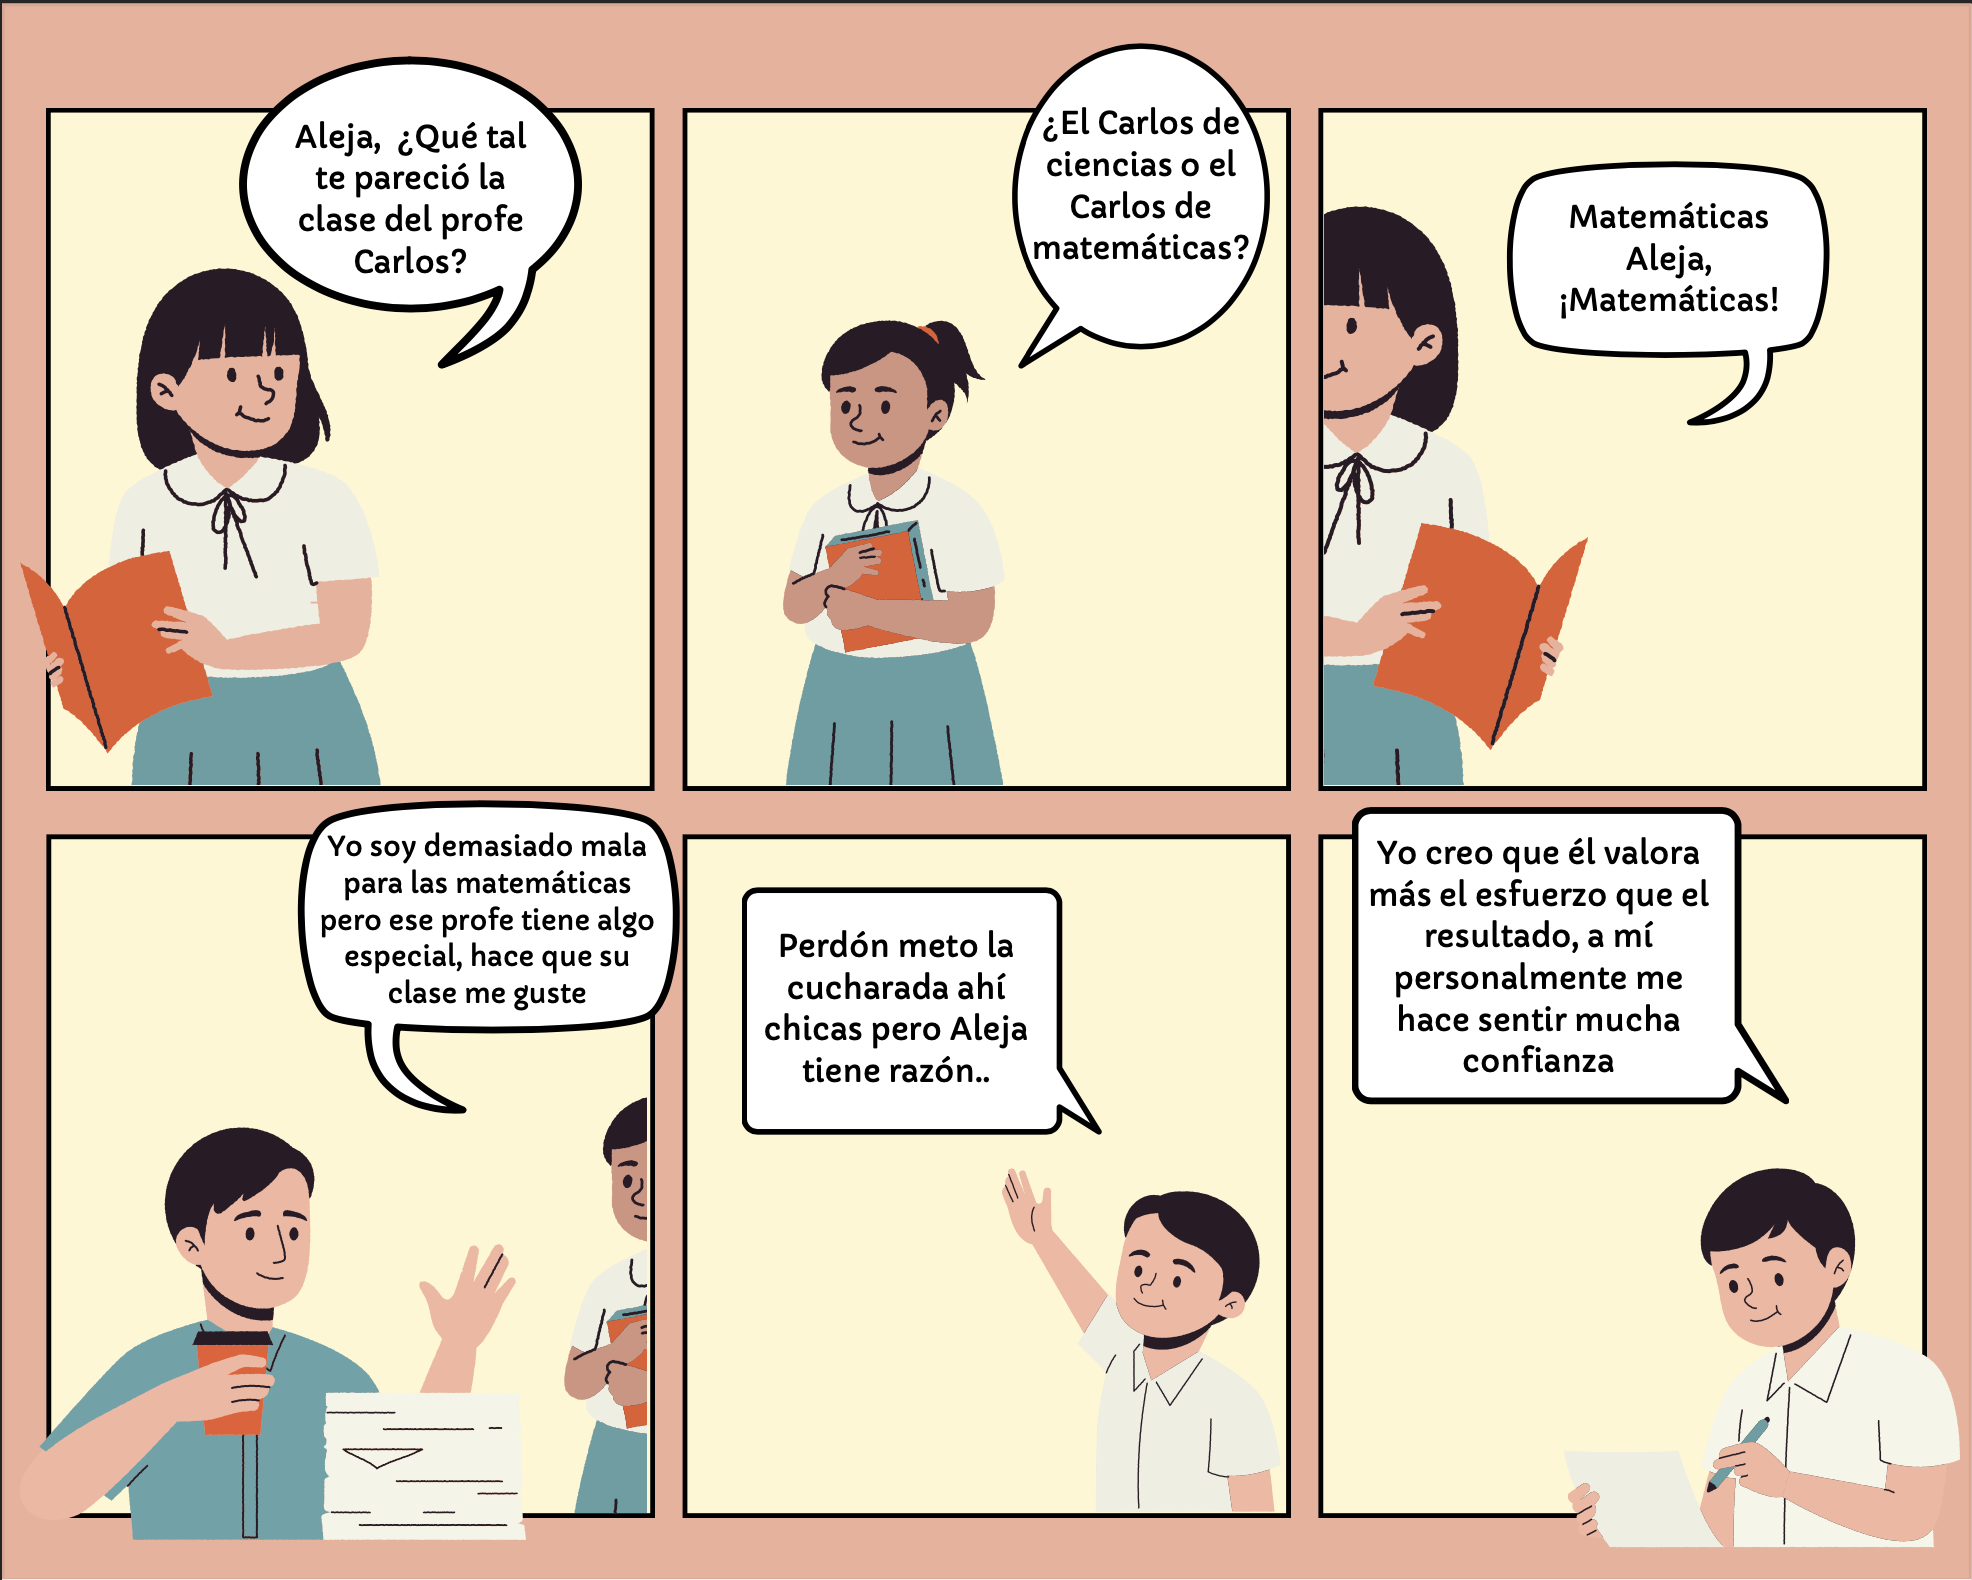 Aleja, ¿Qué tal
te pareció la
clase del profe
Carlos?
¿El Carlos de
ciencias o el
Carlos de
matemáticas?
Matemáticas
Aleja,
¡Matemáticas!
Yo soy demasiado mala
para las matemáticas
pero ese profe tiene algo
especial, hace que su
clase me guste
Perdón meto la
cucharada ahí
chicas pero Aleja
tiene razón..
Yo creo que él valora
más el esfuerzo que el
resultado, a mí
personalmente me
hace sentir mucha
confianza